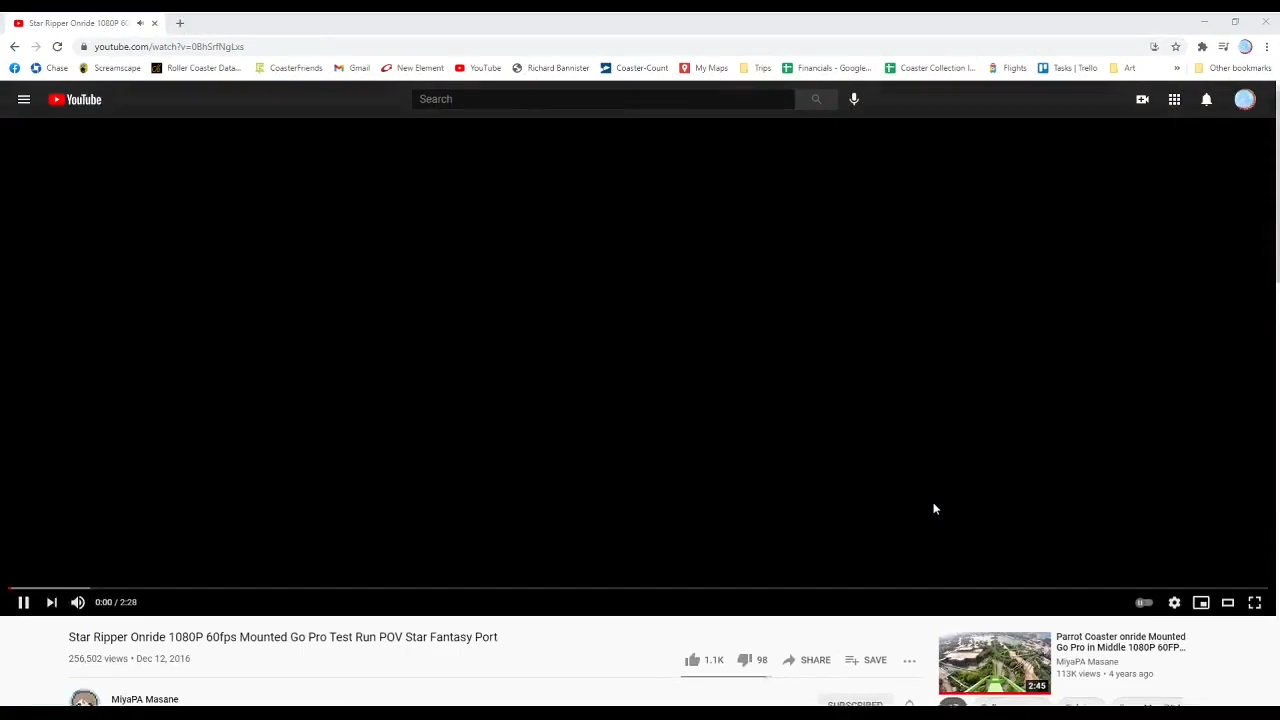 Star Ripper Onride 1080P 60
youtube.com/watch?v=0BhSrfNgLxs
Chase Screamscape Roller Coaster Data... CoasterFriends Gmail New Element YouTube Richard Bannister Coaster-Count My Maps Trips Financials - Google... Coaster Collection I... Flights Tasks | Trello Art » Other bookmarks
YouTube Search
0:00 / 2:28
Star Ripper Onride 1080P 60fps Mounted Go Pro Test Run POV Star Fantasy Port
256,502 views • Dec 12, 2016
1.1K 98 SHARE SAVE
MiyaPA Masane
SUBSCRIBED
2:45
Parrot Coaster onride Mounted
Go Pro in Middle 1080P 60FP...
MiyaPA Masane
113K views • 4 years ago